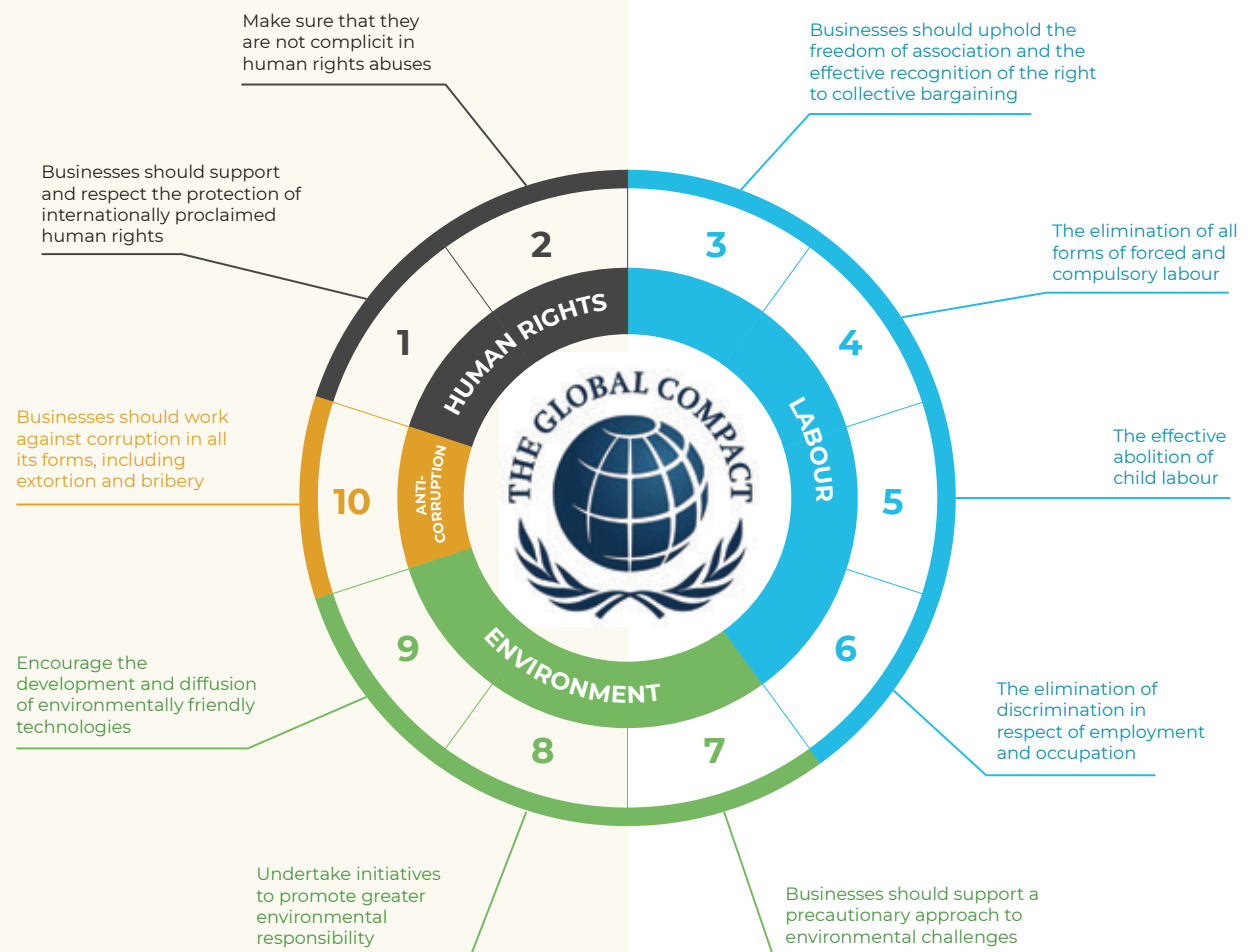 Make sure that they
are not complicit in
human rights abuses
Businesses should uphold the
freedom of association and the
effective recognition of the right
to collective bargaining
Businesses should support
and respect the protection of
internationally proclaimed
human rights
The elimination of all
forms of forced and
compulsory labour
Businesses should work
against corruption in all
its forms, including
extortion and bribery
The effective
abolition of
child labour
Encourage the
development and diffusion
of environmentally friendly
technologies
The elimination of
discrimination in
respect of employment
and occupation
Undertake initiatives
to promote greater
environmental
responsibility
Businesses should support a
precautionary approach to
environmental challenges
1
2
3
4
5
6
7
8
9
10
HUMAN RIGHTS
LABOUR
ENVIRONMENT
ANTI-
CORRUPTION
THE GLOBAL COMPACT